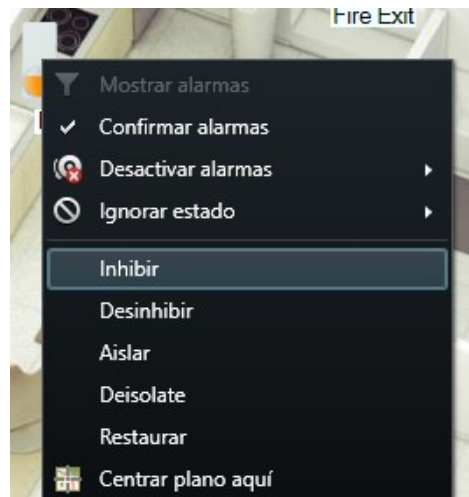 Fire Exit
Mostrar alarmas
Confirmar alarmas
Desactivar alarmas
Ignorar estado
Inhibir
Desinhibir
Aislar
Deisolate
Restaurar
Centrar plano aquí